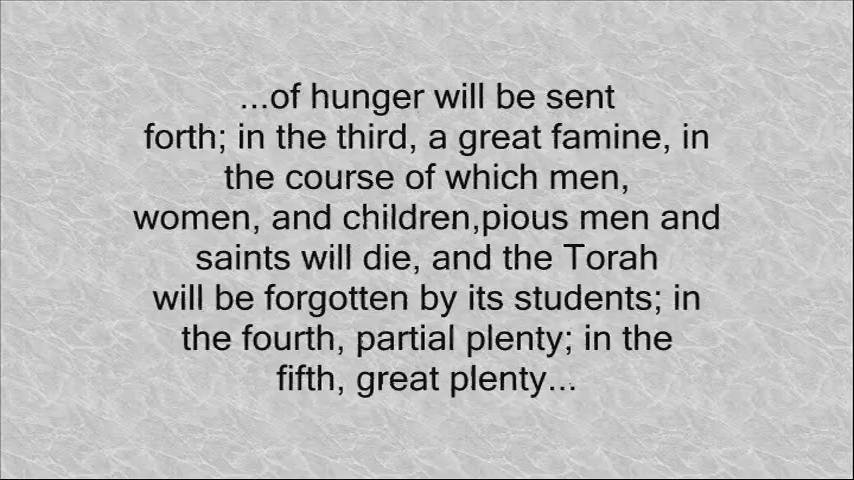 ...of hunger will be sent
forth; in the third, a great famine, in
the course of which men,
women, and children,pious men and
saints will die, and the Torah
will be forgotten by its students; in
the fourth, partial plenty; in the
fifth, great plenty...